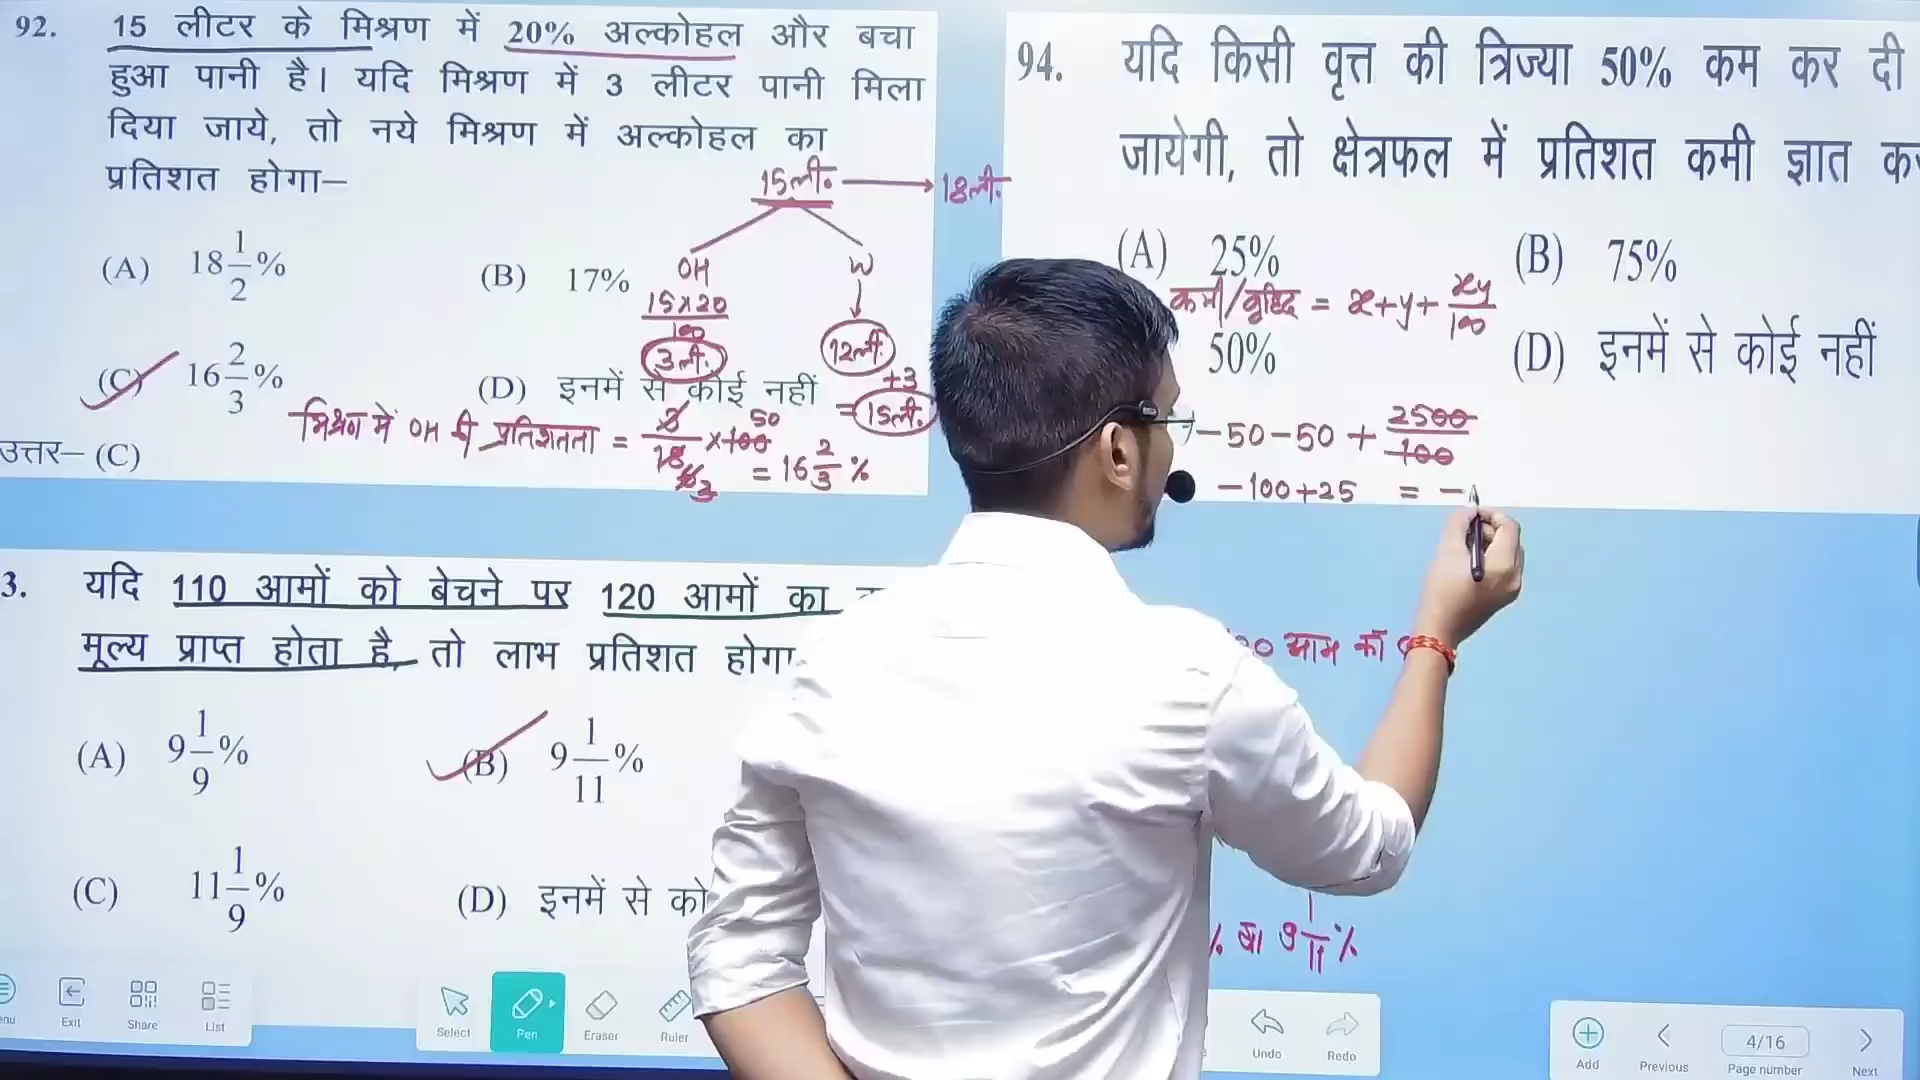 92. 15 लीटर के मिश्रण में 20% अल्कोहल और बचा
हुआ पानी है। यदि मिश्रण में 3 लीटर पानी मिला
दिया जाये, तो नये मिश्रण में अल्कोहल का
प्रतिशत होगा–
15ली. 18ली.
OH W
15×20/100
3ली. 12ली.
+3
= 15ली.
(A) 18 1/2% (B) 17%
(C) 16 2/3% (D) इनमें से कोई नहीं
मिश्रण में OH की प्रतिशतता = 3/18 × 100
50
3
= 16 2/3 %
उत्तर– (C)
94. यदि किसी वृत्त की त्रिज्या 50% कम कर दी
जायेगी, तो क्षेत्रफल में प्रतिशत कमी ज्ञात
(A) 25% (B) 75%
कमी/वृद्धि = x+y+ xy/100
50% (D) इनमें से कोई नहीं
-50-50 + 2500/100
-100+25 = -
3. यदि 110 आमों को बेचने पर 120 आमों का
मूल्य प्राप्त होता है, तो लाभ प्रतिशत होगा
आम का
(A) 9 1/9% (B) 9 1/11%
(C) 11 1/9% (D) इनमें से को
% या 9 1/11%
Exit Share List Select Pen Eraser Ruler Undo Redo Add Previous 4/16 Page number Next